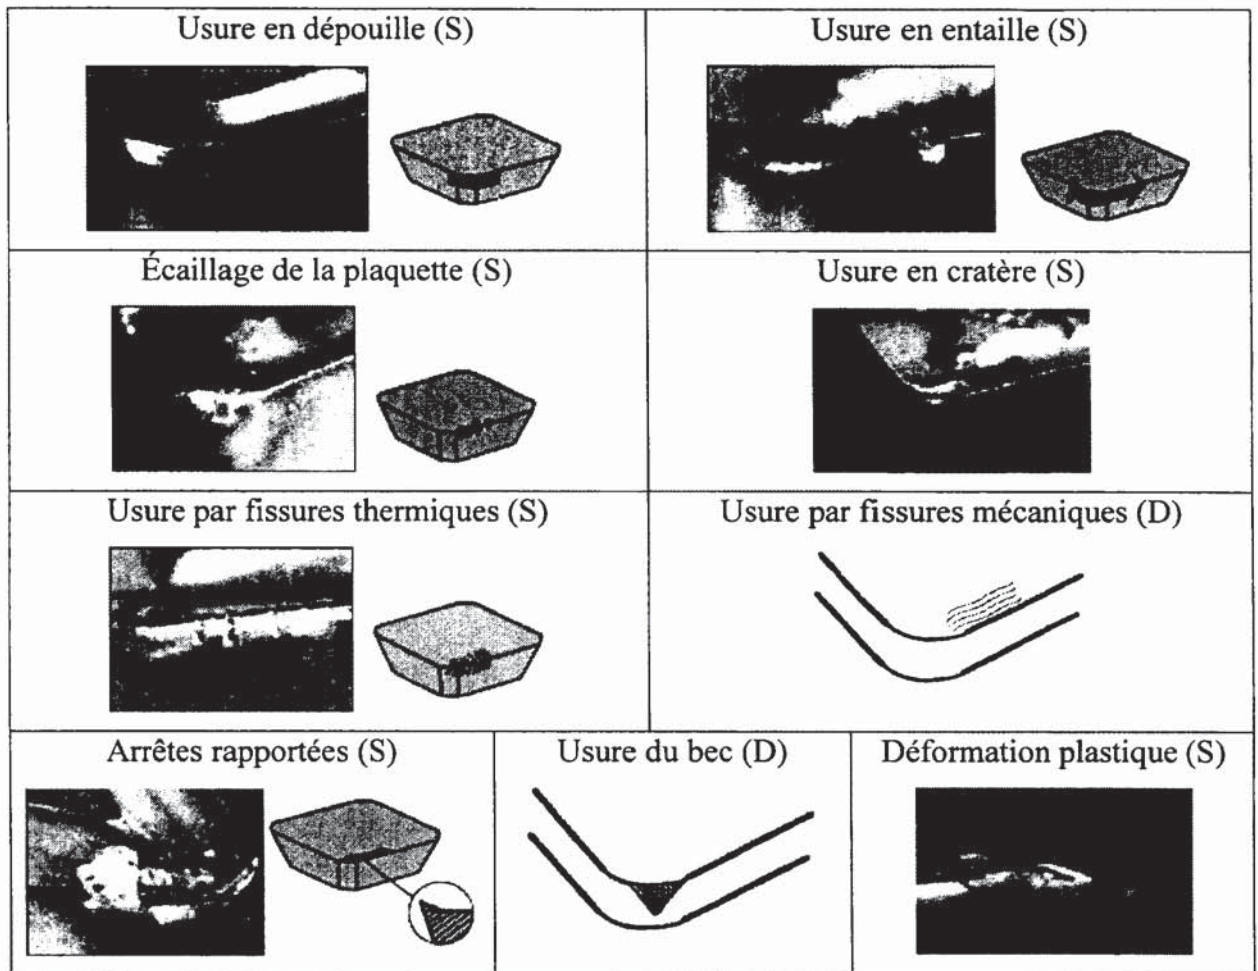 Usure en dépouille (S)
Usure en entaille (S)
Écaillage de la plaquette (S)
Usure en cratère (S)
Usure par fissures thermiques (S)
Usure par fissures mécaniques (D)
Arrêtes rapportées (S)
Usure du bec (D)
Déformation plastique (S)